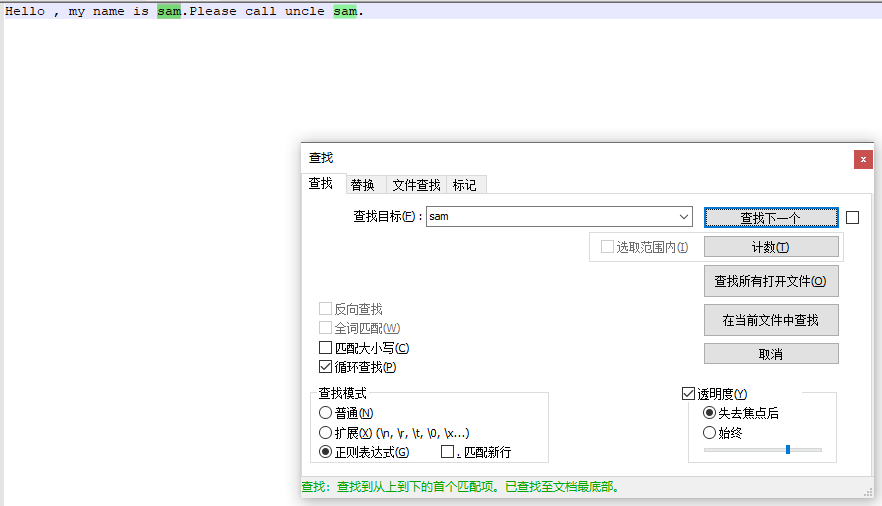 Hello , my name is sam.Please call uncle sam.
查找
x
查找 替换 文件查找 标记
查找目标(F) : sam 查找下一个
选取范围内(I) 计数(T)
查找所有打开文件(O)
反向查找
在当前文件中查找
全词匹配(W)
匹配大小写(C) 取消
循环查找(P)
查找模式 透明度(Y)
普通(N) 失去焦点后
扩展(X) (\n, \r, \t, \0, \x...) 始终
正则表达式(G) . 匹配新行
查找: 查找到从上到下的首个匹配项。已查找至文档最底部。